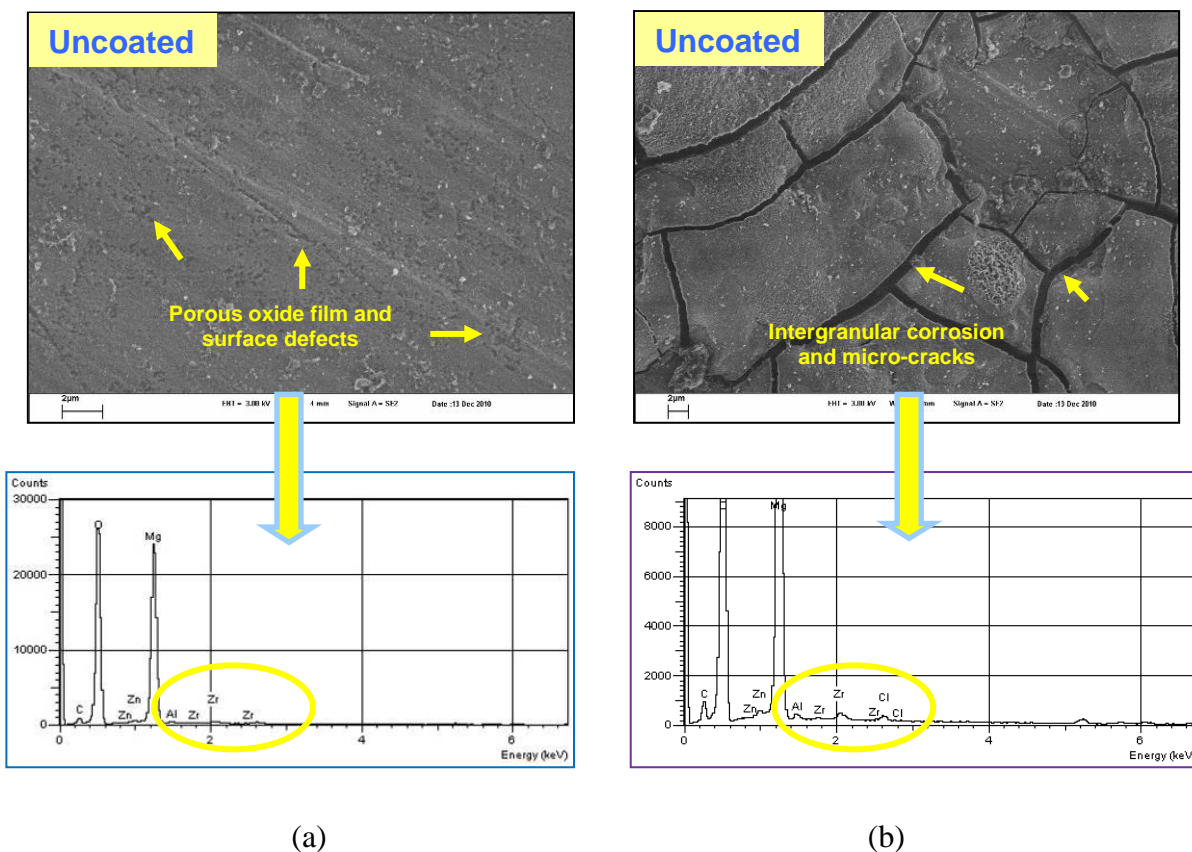 Uncoated
Porous oxide film and
surface defects
2µm
EHT = 3.00 kV 4 mm Signal A = SE2 Date :13 Dec 2010
Counts
30000
20000
10000
0
O
Mg
C
Zn
Zn
Al
Zr
Zr
Zr
0 2 4 6
Energy (keV)
(a)
Uncoated
Intergranular corrosion
and micro-cracks
2µm
EHT = 3.00 kV W mm Signal A = SE2 Date :13 Dec 2010
Counts
8000
6000
4000
2000
0
Mg
C
Zn
Zn
Al
Zr
Zr
Zr
Cl
Cl
0 2 4 6
Energy (keV
(b)